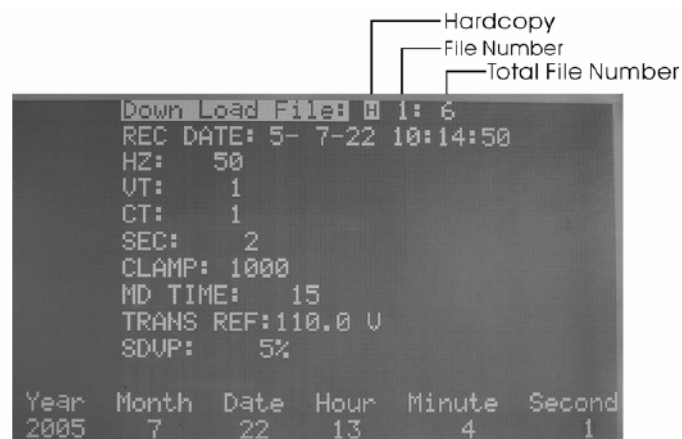 Hardcopy
File Number
Total File Number
Down Load File: H 1: 6
REC DATE: 5- 7-22 10:14:50
HZ: 50
VT: 1
CT: 1
SEC: 2
CLAMP: 1000
MD TIME: 15
TRANS REF:110.0 V
SDVP: 5%
Year Month Date Hour Minute Second
2005 7 22 13 4 1